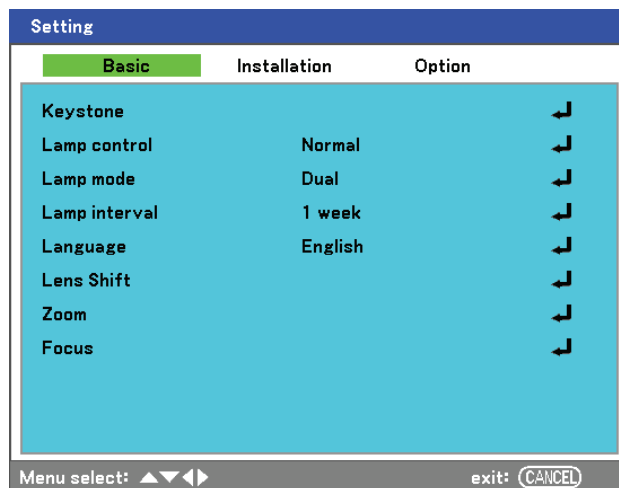 Setting
Basic Installation Option
Keystone
Lamp control Normal
Lamp mode Dual
Lamp interval 1 week
Language English
Lens Shift
Zoom
Focus
Menu select: ▲▼◀▶ exit: CANCEL